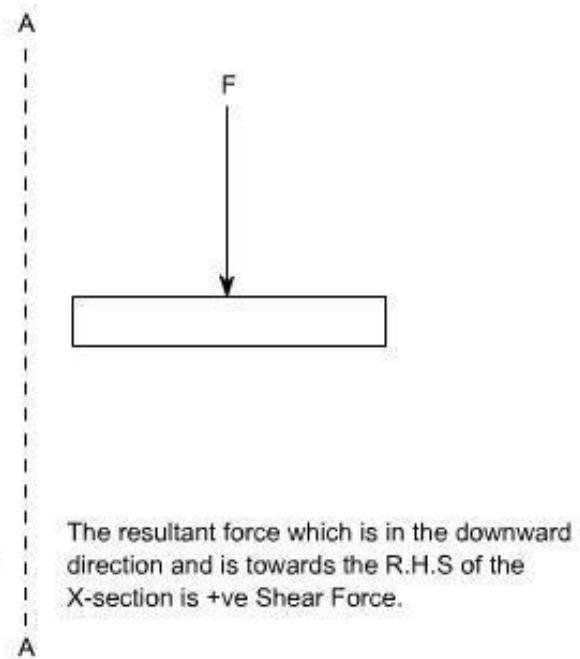 A
F
The resultant force which is in the downward
direction and is towards the R.H.S of the
X-section is +ve Shear Force.
A